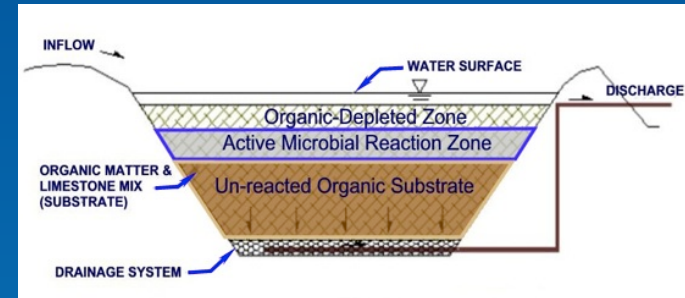 INFLOW
WATER SURFACE
DISCHARGE
Organic-Depleted Zone
Active Microbial Reaction Zone
ORGANIC MATTER &
LIMESTONE MIX
(SUBSTRATE)
Un-reacted Organic Substrate
DRAINAGE SYSTEM